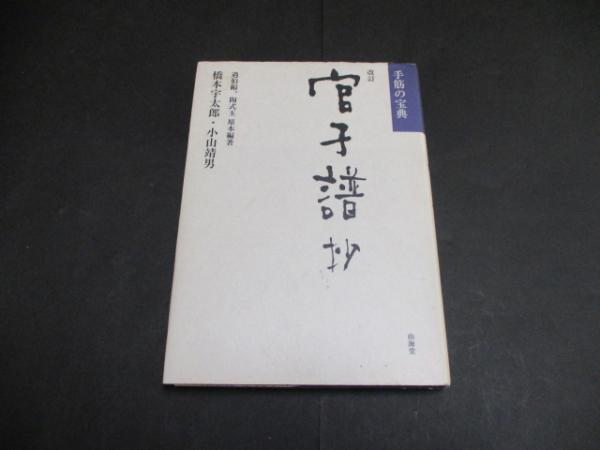 手筋の宝典
改訂
官子譜抄
過伯齢、陶式玉 原本編著
橋本宇太郎・小山靖男
山海堂